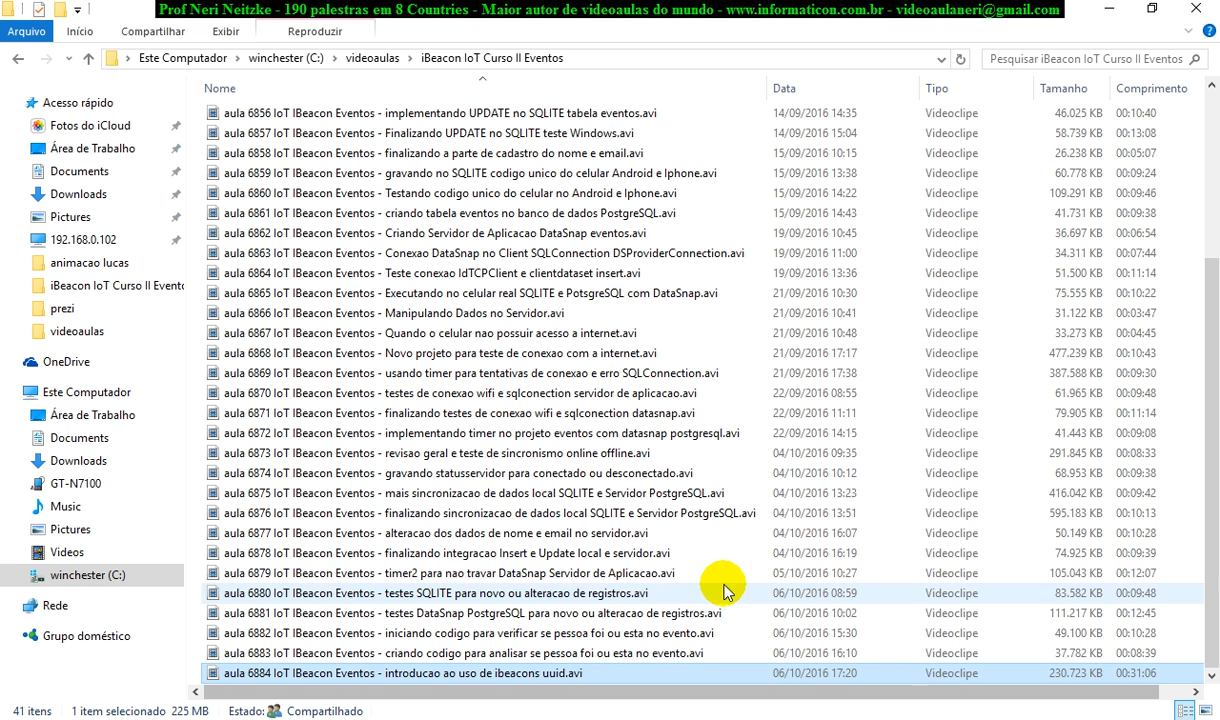 Prof Neri Neitzke - 190 palestras em 8 Countries - Maior autor de videoaulas do mundo - www.informaticon.com.br - videoaulaneri@gmail.com
Arquivo Início Compartilhar Exibir Reproduzir
Este Computador winchester (C:) videoaulas iBeacon IoT Curso II Eventos Pesquisar iBeacon IoT Curso II Eventos
Nome Data Tipo Tamanho Comprimento
Acesso rápido
Fotos do iCloud
Área de Trabalho
Documents
Downloads
Pictures
192.168.0.102
animacao lucas
iBeacon IoT Curso II Evento
prezi
videoaulas
OneDrive
Este Computador
Área de Trabalho
Documents
Downloads
GT-N7100
Music
Pictures
Videos
winchester (C:)
Rede
Grupo doméstico
aula 6856 IoT IBeacon Eventos - implementando UPDATE no SQLITE tabela eventos.avi 14/09/2016 14:35 Videoclipe 46.025 KB 00:10:40
aula 6857 IoT IBeacon Eventos - Finalizando UPDATE no SQLITE teste Windows.avi 14/09/2016 15:04 Videoclipe 58.739 KB 00:13:08
aula 6858 IoT IBeacon Eventos - finalizando a parte de cadastro do nome e email.avi 15/09/2016 10:15 Videoclipe 26.238 KB 00:05:07
aula 6859 IoT IBeacon Eventos - gravando no SQLITE codigo unico do celular Android e Iphone.avi 15/09/2016 13:38 Videoclipe 60.778 KB 00:09:24
aula 6860 IoT IBeacon Eventos - Testando codigo unico do celular no Android e Iphone.avi 15/09/2016 14:22 Videoclipe 109.291 KB 00:09:46
aula 6861 IoT IBeacon Eventos - criando tabela eventos no banco de dados PostgreSQL.avi 15/09/2016 14:43 Videoclipe 41.731 KB 00:09:38
aula 6862 IoT IBeacon Eventos - Criando Servidor de Aplicacao DataSnap eventos.avi 19/09/2016 10:45 Videoclipe 36.697 KB 00:06:54
aula 6863 IoT IBeacon Eventos - Conexao DataSnap no Client SQLConnection DSProviderConnection.avi 19/09/2016 11:00 Videoclipe 34.311 KB 00:07:44
aula 6864 IoT IBeacon Eventos - Teste conexao IdTCPClient e clientdataset insert.avi 19/09/2016 13:36 Videoclipe 51.500 KB 00:11:14
aula 6865 IoT IBeacon Eventos - Executando no celular real SQLITE e PotsgreSQL com DataSnap.avi 21/09/2016 10:30 Videoclipe 75.555 KB 00:10:22
aula 6866 IoT IBeacon Eventos - Manipulando Dados no Servidor.avi 21/09/2016 10:41 Videoclipe 31.122 KB 00:03:47
aula 6867 IoT IBeacon Eventos - Quando o celular nao possuir acesso a internet.avi 21/09/2016 10:48 Videoclipe 33.273 KB 00:04:45
aula 6868 IoT IBeacon Eventos - Novo projeto para teste de conexao com a internet.avi 21/09/2016 17:17 Videoclipe 477.239 KB 00:10:43
aula 6869 IoT IBeacon Eventos - usando timer para tentativas de conexao e erro SQLConnection.avi 21/09/2016 17:38 Videoclipe 387.588 KB 00:09:30
aula 6870 IoT IBeacon Eventos - testes de conexao wifi e sqlconection servidor de aplicacao.avi 22/09/2016 08:55 Videoclipe 61.965 KB 00:09:48
aula 6871 IoT IBeacon Eventos - finalizando testes de conexao wifi e sqlconection datasnap.avi 22/09/2016 11:11 Videoclipe 79.905 KB 00:11:14
aula 6872 IoT IBeacon Eventos - implementando timer no projeto eventos com datasnap postgresql.avi 22/09/2016 14:15 Videoclipe 41.443 KB 00:09:08
aula 6873 IoT IBeacon Eventos - revisao geral e teste de sincronismo online offline.avi 04/10/2016 09:35 Videoclipe 291.845 KB 00:08:33
aula 6874 IoT IBeacon Eventos - gravando statusservidor para conectado ou desconectado.avi 04/10/2016 10:12 Videoclipe 68.953 KB 00:09:38
aula 6875 IoT IBeacon Eventos - mais sincronizacao de dados local SQLITE e Servidor PostgreSQL.avi 04/10/2016 13:23 Videoclipe 416.042 KB 00:09:42
aula 6876 IoT IBeacon Eventos - finalizando sincronizacao de dados local SQLITE e Servidor PostgreSQL.avi 04/10/2016 13:51 Videoclipe 595.183 KB 00:10:13
aula 6877 IoT IBeacon Eventos - alteracao dos dados de nome e email no servidor.avi 04/10/2016 16:07 Videoclipe 50.149 KB 00:10:28
aula 6878 IoT IBeacon Eventos - finalizando integracao Insert e Update local e servidor.avi 04/10/2016 16:19 Videoclipe 74.925 KB 00:09:39
aula 6879 IoT IBeacon Eventos - timer2 para nao travar DataSnap Servidor de Aplicacao.avi 05/10/2016 10:27 Videoclipe 105.043 KB 00:12:07
aula 6880 IoT IBeacon Eventos - testes SQLITE para novo ou alteracao de registros.avi 06/10/2016 08:59 Videoclipe 83.582 KB 00:09:48
aula 6881 IoT IBeacon Eventos - testes DataSnap PostgreSQL para novo ou alteracao de registros.avi 06/10/2016 10:02 Videoclipe 111.217 KB 00:12:45
aula 6882 IoT IBeacon Eventos - iniciando codigo para verificar se pessoa foi ou esta no evento.avi 06/10/2016 15:30 Videoclipe 49.100 KB 00:10:28
aula 6883 IoT IBeacon Eventos - criando codigo para analisar se pessoa foi ou esta no evento.avi 06/10/2016 16:10 Videoclipe 37.782 KB 00:08:39
aula 6884 IoT IBeacon Eventos - introducao ao uso de ibeacons uuid.avi 06/10/2016 17:20 Videoclipe 230.723 KB 00:31:06
41 itens 1 item selecionado 225 MB Estado: Compartilhado